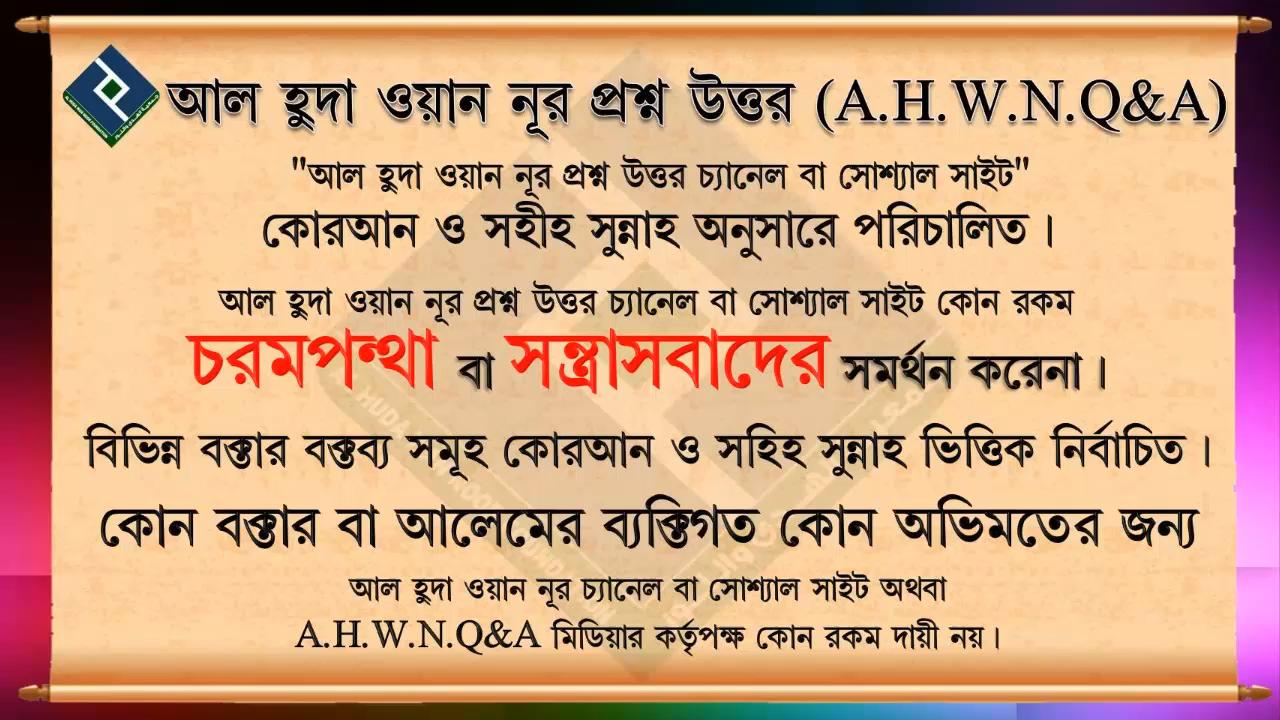 আল হুদা ওয়ান নূর প্রশ্ন উত্তর (A.H.W.N.Q&A)
"আল হুদা ওয়ান নূর প্রশ্ন উত্তর চ্যানেল বা সোশ্যাল সাইট"
কোরআন ও সহীহ সুন্নাহ অনুসারে পরিচালিত।
আল হুদা ওয়ান নূর প্রশ্ন উত্তর চ্যানেল বা সোশ্যাল সাইট কোন রকম
চরমপন্থা বা সন্ত্রাসবাদের সমর্থন করেনা।
বিভিন্ন বক্তার বক্তব্য সমূহ কোরআন ও সহিহ সুন্নাহ ভিত্তিক নির্বাচিত।
কোন বক্তার বা আলেমের ব্যক্তিগত কোন অভিমতের জন্য
আল হুদা ওয়ান নূর চ্যানেল বা সোশ্যাল সাইট অথবা
A.H.W.N.Q&A মিডিয়ার কর্তৃপক্ষ কোন রকম দায়ী নয়।